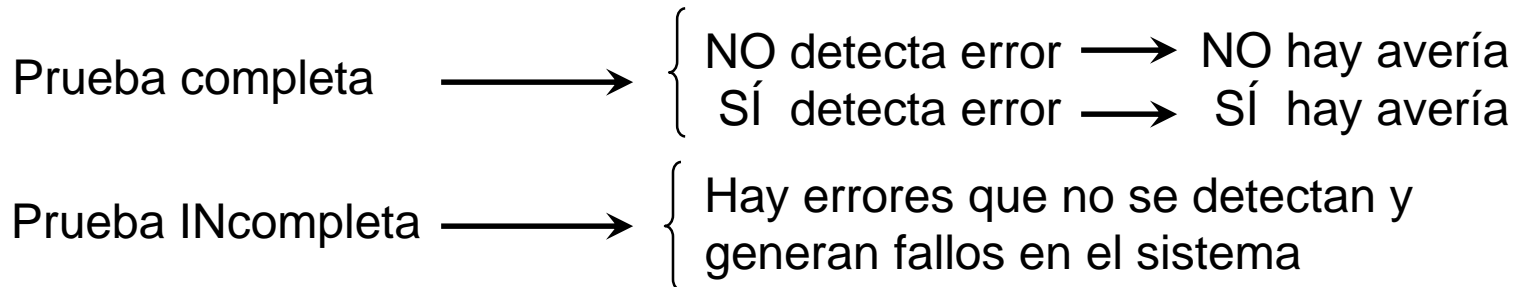 Prueba completa
NO detecta error NO hay avería
SÍ detecta error SÍ hay avería
Prueba INcompleta
Hay errores que no se detectan y
generan fallos en el sistema